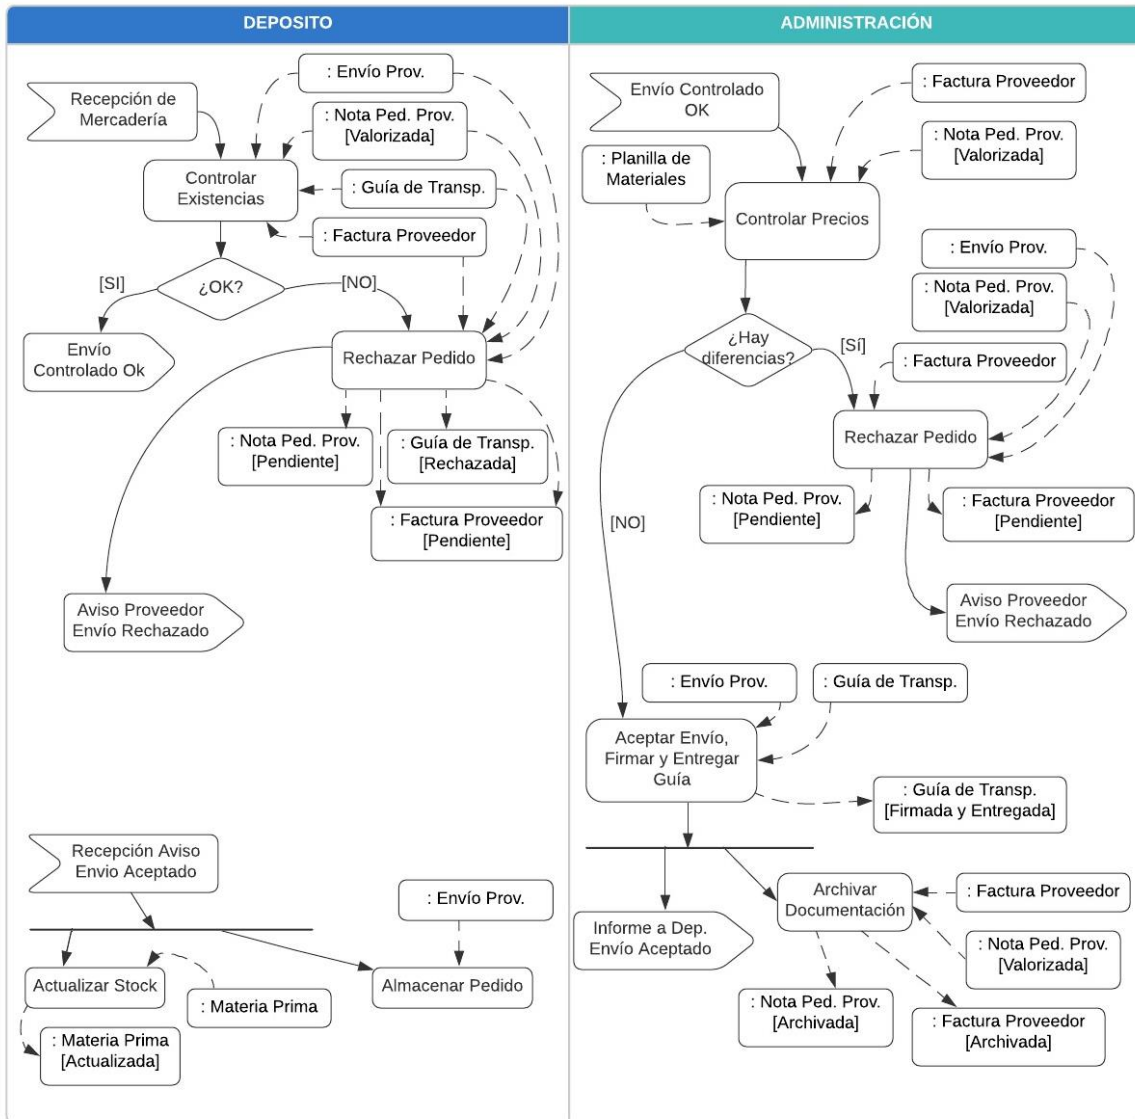 DEPOSITO
Recepción de
Mercadería
: Envío Prov.
: Nota Ped. Prov.
[Valorizada]
Controlar
Existencias
: Guía de Transp.
: Factura Proveedor
[SI]
¿OK?
[NO]
Envío
Controlado Ok
Rechazar Pedido
: Nota Ped. Prov.
[Pendiente]
: Guía de Transp.
[Rechazada]
: Factura Proveedor
[Pendiente]
Aviso Proveedor
Envío Rechazado
Recepción Aviso
Envio Aceptado
: Envío Prov.
Actualizar Stock
Almacenar Pedido
: Materia Prima
: Materia Prima
[Actualizada]
ADMINISTRACIÓN
Envío Controlado
OK
: Factura Proveedor
: Nota Ped. Prov.
[Valorizada]
: Planilla de
Materiales
Controlar Precios
: Envío Prov.
: Nota Ped. Prov.
[Valorizada]
¿Hay
diferencias?
[Sí]
: Factura Proveedor
Rechazar Pedido
: Nota Ped. Prov.
[Pendiente]
: Factura Proveedor
[Pendiente]
[NO]
Aviso Proveedor
Envío Rechazado
: Envío Prov.
: Guía de Transp.
Aceptar Envío,
Firmar y Entregar
Guía
: Guía de Transp.
[Firmada y Entregada]
Informe a Dep.
Envío Aceptado
Archivar
Documentación
: Factura Proveedor
: Nota Ped. Prov.
[Valorizada]
: Nota Ped. Prov.
[Archivada]
: Factura Proveedor
[Archivada]